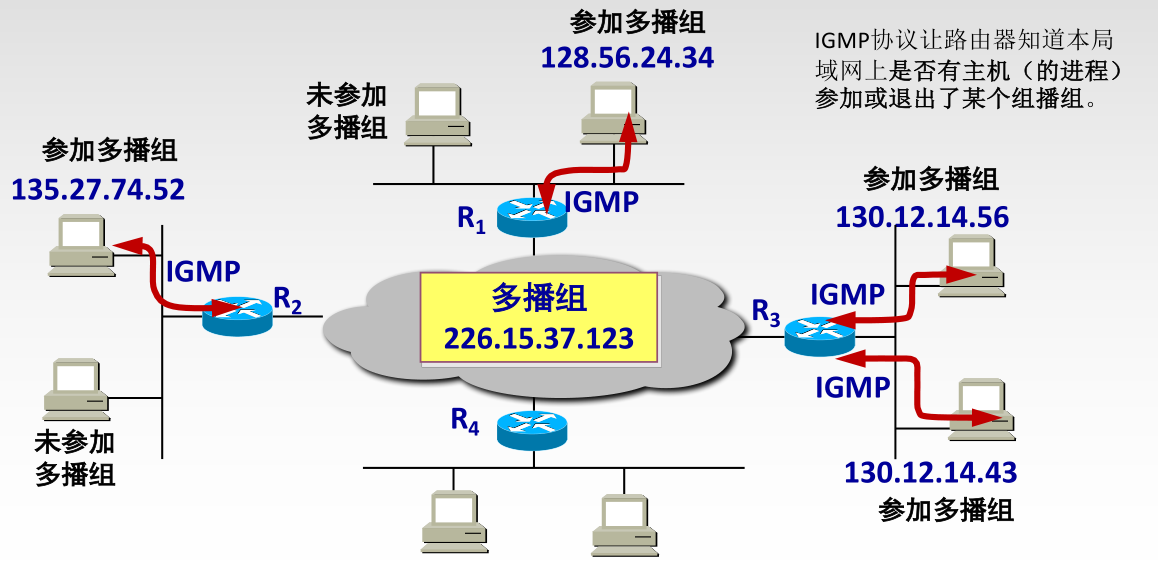 参加多播组
128.56.24.34
IGMP协议让路由器知道本局
域网上是否有主机（的进程）
参加或退出了某个组播组。
未参加
多播组
参加多播组
135.27.74.52
IGMP
R1
参加多播组
130.12.14.56
IGMP
R2
多播组
226.15.37.123
IGMP
R3
IGMP
R4
未参加
多播组
130.12.14.43
参加多播组